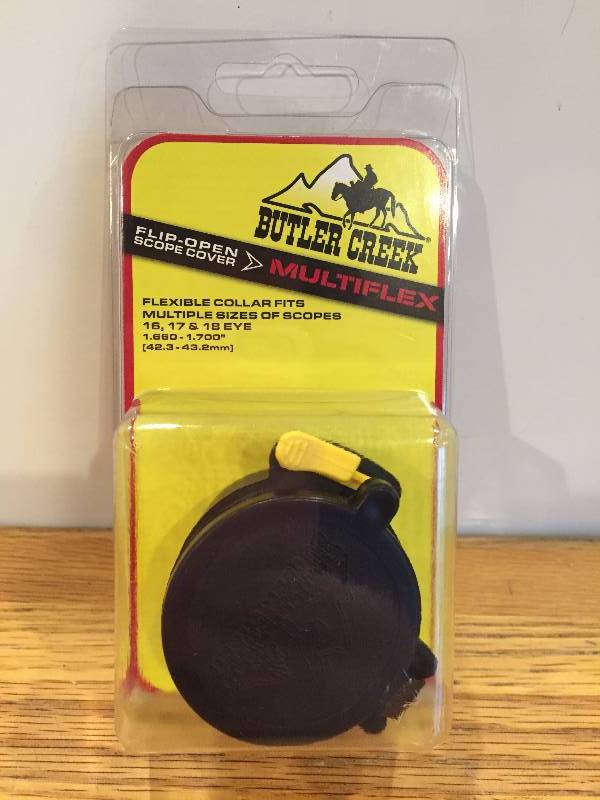 BUTLER CREEK®
FLIP-OPEN
SCOPE COVER
MULTIFLEX
FLEXIBLE COLLAR FITS
MULTIPLE SIZES OF SCOPES
16, 17 & 18 EYE
1.660 - 1.700"
[42.3 - 43.2mm]